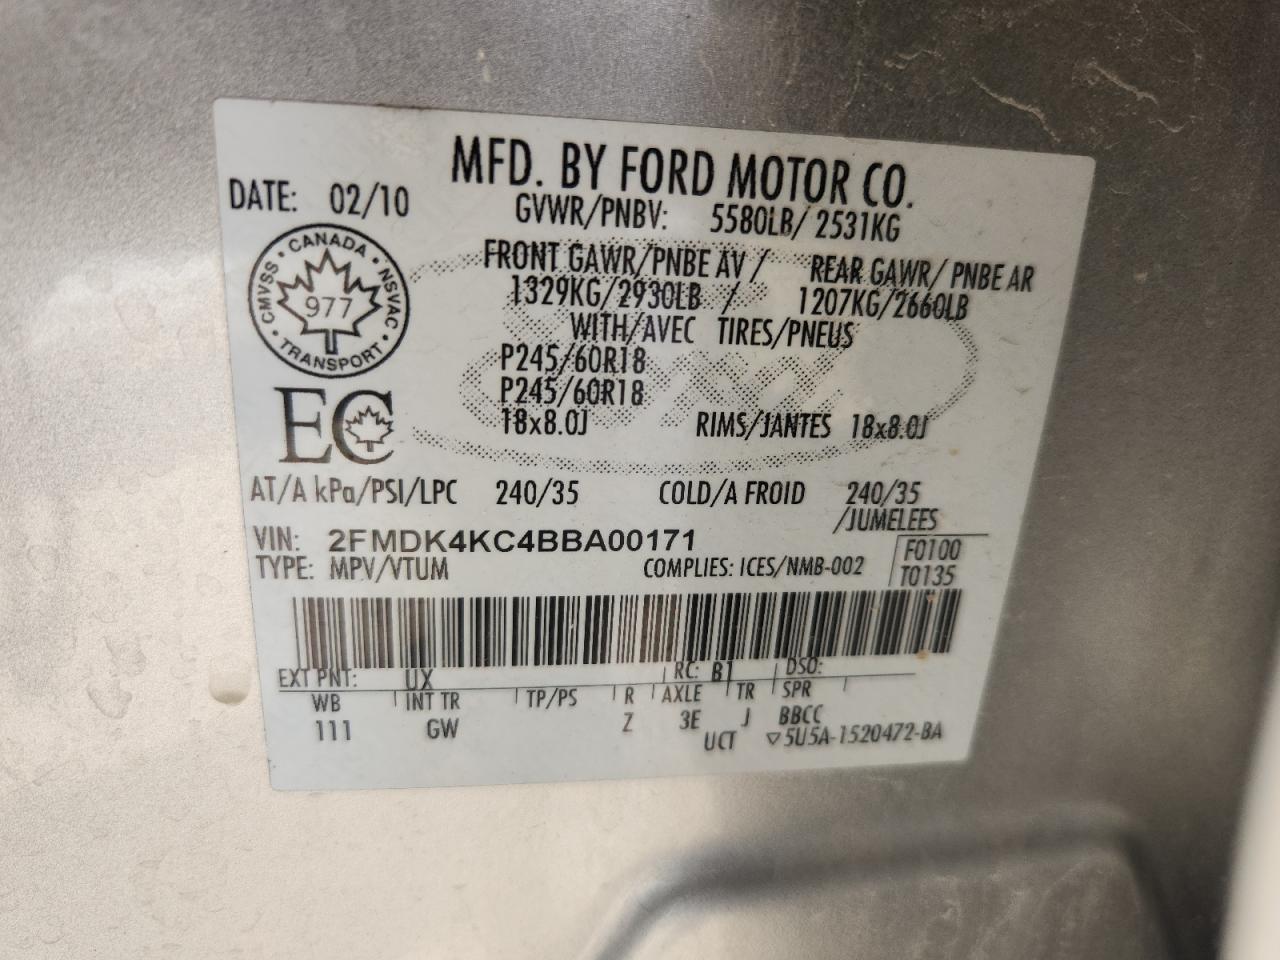 MFD. BY FORD MOTOR CO.
DATE: 02/10
GVWR/PNBV: 5580LB/ 2531KG
FRONT GAWR/PNBE AV / REAR GAWR/ PNBE AR
1329KG/2930LB / 1207KG/2660LB
WITH/AVEC TIRES/PNEUS
P245/60R18
P245/60R18
18x8.0J RIMS/JANTES 18x8.0J
CANADA
CMVSS • NSVAC
977
TRANSPORT
EC
AT/A kPa/PSI/LPC 240/35 COLD/A FROID 240/35
/JUMELEES
VIN: 2FMDK4KC4BBA00171
F0100
TYPE: MPV/VTUM COMPLIES: ICES/NMB-002 T0135
EXT PNT: UX RC: B1 DSO:
WB INT TR TP/PS R AXLE TR SPR
111 GW Z 3E J BBCC
UCT ▽5U5A-1520472-BA